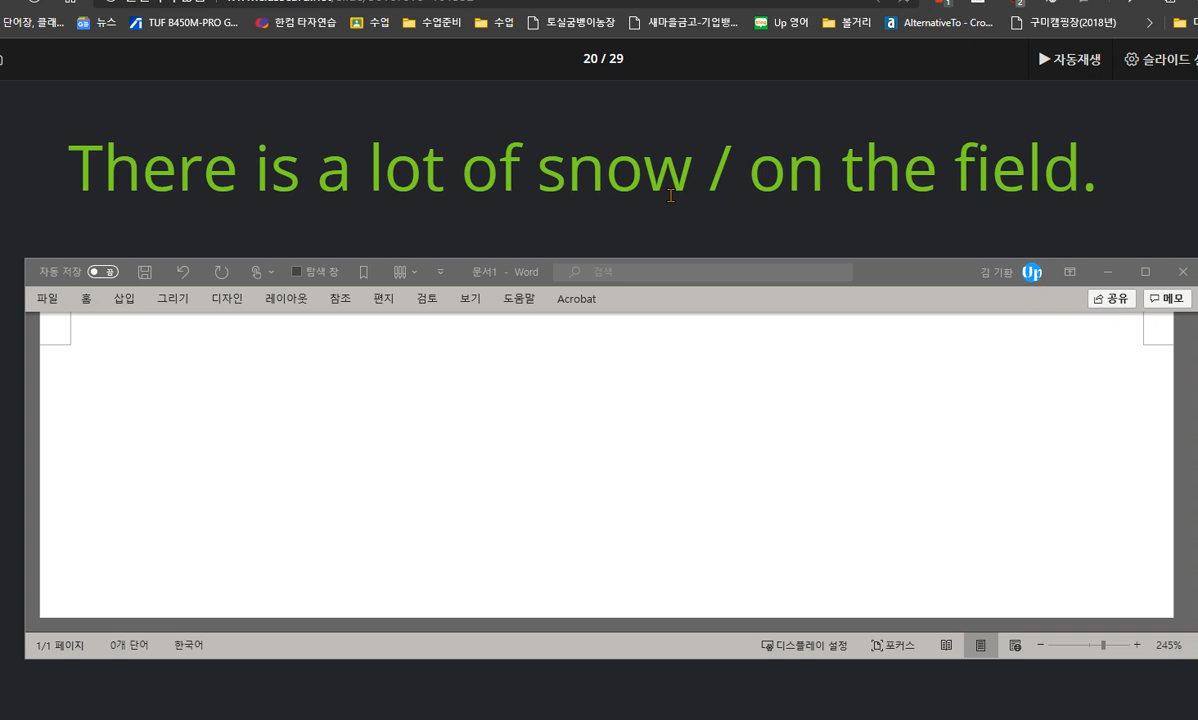 단어장, 클래... 뉴스 TUF B450M-PRO G... 한컴 타자연습 수업 수업준비 수업 토실굼뱅이농장 새마을금고-기업뱅... Up 영어 볼거리 AlternativeTo - Cro... 구미캠핑장(2018년)
20 / 29 자동재생 슬라이드
There is a lot of snow / on the field.
자동 저장 끔 탐색 창 문서1 - Word 검색 김 기환 Up
파일 홈 삽입 그리기 디자인 레이아웃 참조 편지 검토 보기 도움말 Acrobat 공유 메모
1/1 페이지 0개 단어 한국어 디스플레이 설정 포커스 245%